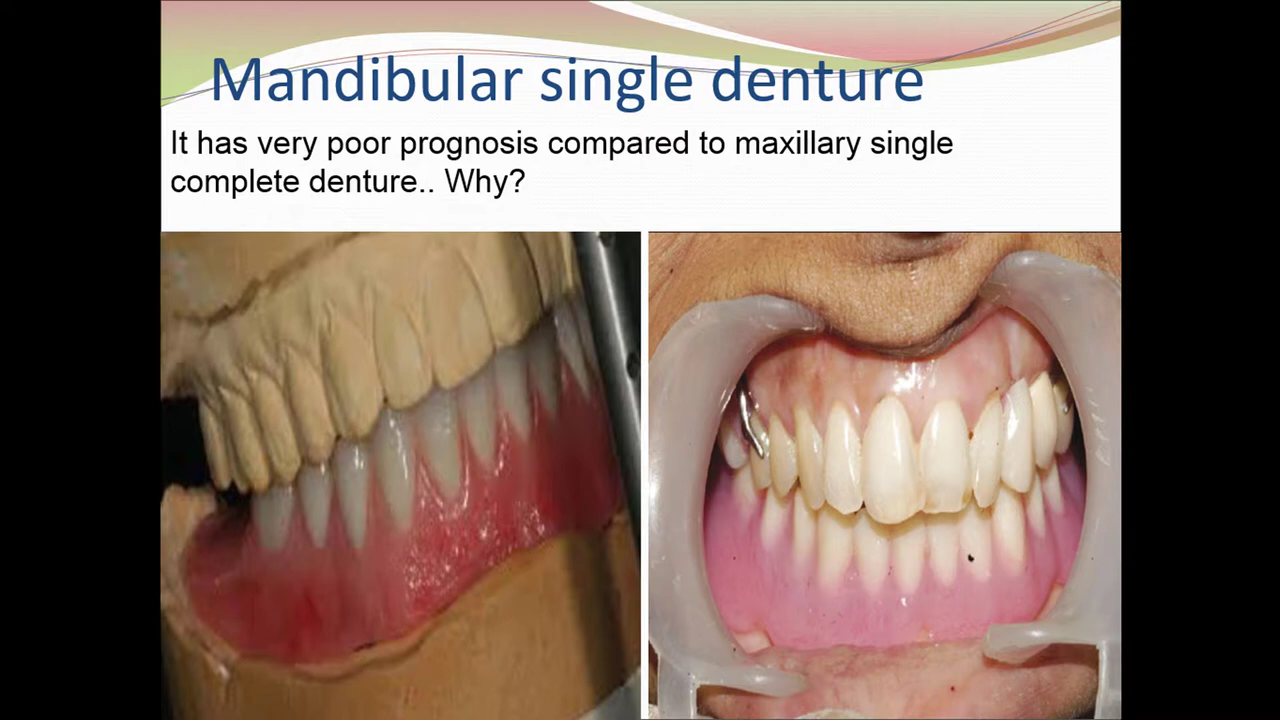 Mandibular single denture
It has very poor prognosis compared to maxillary single
complete denture.. Why?